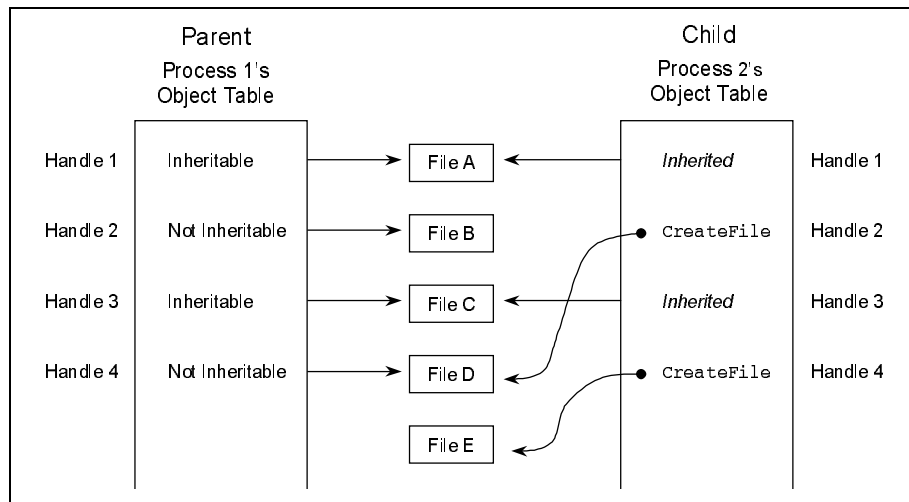 Parent
Process 1's
Object Table
Child
Process 2's
Object Table
Handle 1 Inheritable File A Inherited Handle 1
Handle 2 Not Inheritable File B CreateFile Handle 2
Handle 3 Inheritable File C Inherited Handle 3
Handle 4 Not Inheritable File D CreateFile Handle 4
File E